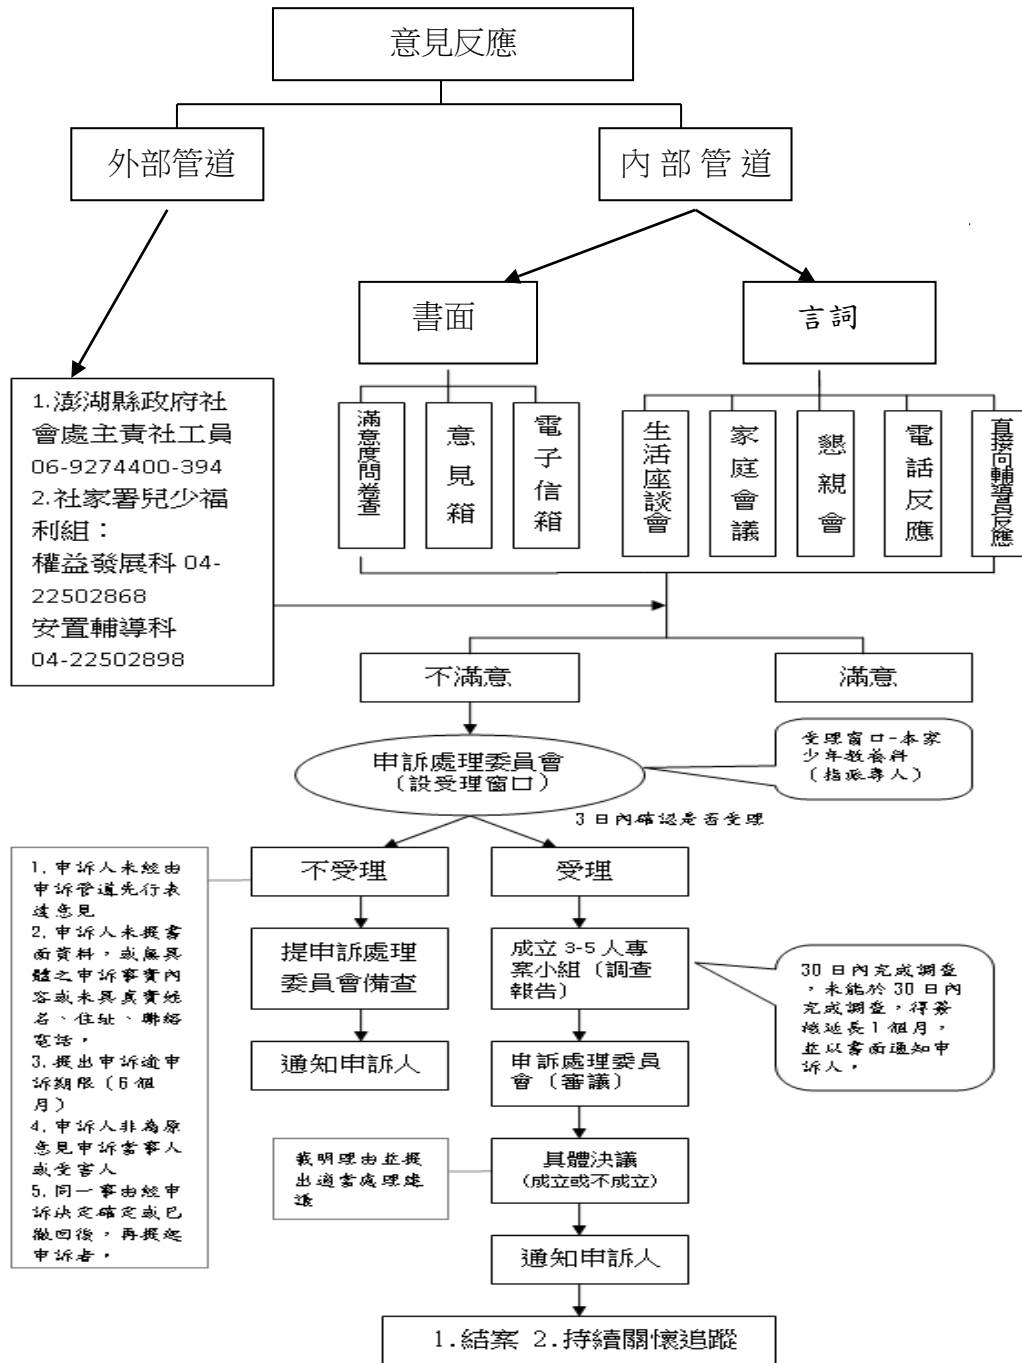 意見反應
外部管道
內部管道
書面
言詞
1.澎湖縣政府社
會處主責社工員
06-9274400-394
2.社家署兒少福
利組：
權益發展科 04-
22502868
安置輔導科
04-22502898
滿意度問卷查
意見箱
電子信箱
生活座談會
家庭會議
懇親會
電話反應
直接向輔導員反應
不滿意
滿意
申訴處理委員會
（設受理窗口）
受理窗口-本家
少年教養科
（指派專人）
3 日內確認是否受理
不受理
受理
1. 申訴人未經由
申訴管道先行表
達意見
2. 申訴人未提書
面資料，或無具
體之申訴事實內
容或未具真實姓
名、住址、聯絡
電話。
3. 提出申訴逾申
訴期限（6 個
月）
4. 申訴人非為原
意見申訴當事人
或受害人
5. 同一事由經申
訴決定確定或已
撤回後，再提起
申訴者。
提申訴處理
委員會備查
通知申訴人
成立 3-5 人專
案小組（調查
報告）
30 日內完成調查
，未能於 30 日內
完成調查，得簽
核延長 1 個月，
並以書面通知申
訴人。
申訴處理委員
會（審議）
具體決議
(成立或不成立)
載明理由並提
出適當處理建
議
通知申訴人
1.結案 2.持續關懷追蹤